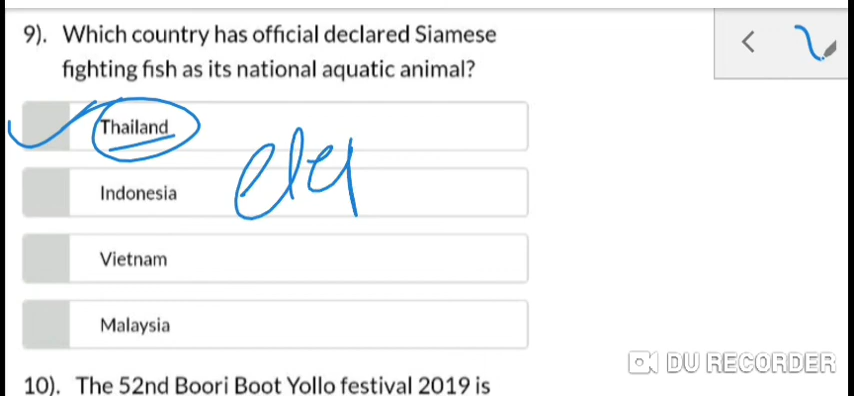 9). Which country has official declared Siamese
fighting fish as its national aquatic animal?
Thailand
Indonesia
Vietnam
Malaysia
DU RECORDER
10). The 52nd Boori Boot Yollo festival 2019 is